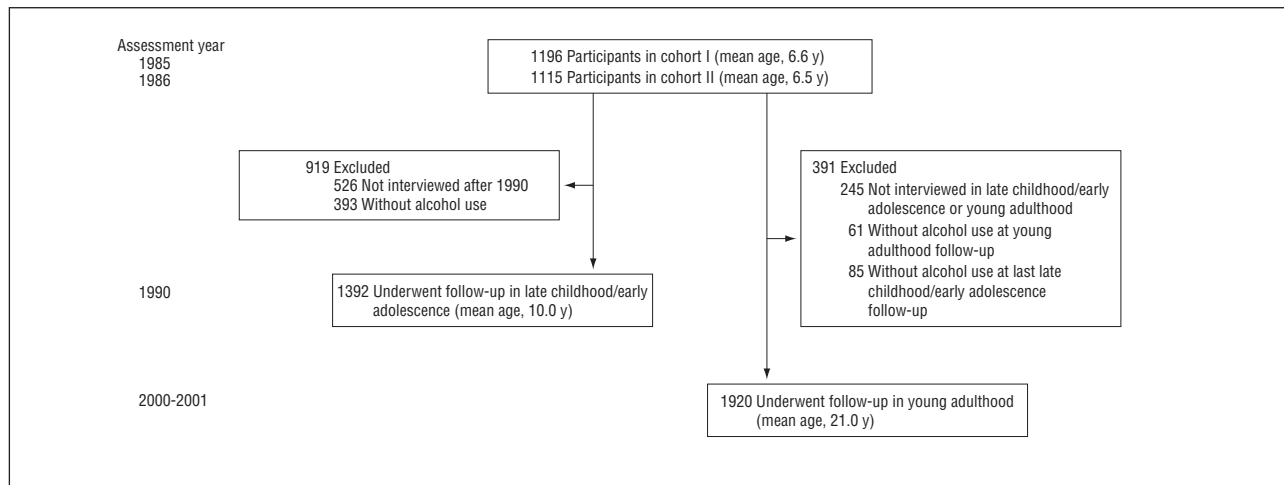 Assessment year
1985
1986
1196 Participants in cohort I (mean age, 6.6 y)
1115 Participants in cohort II (mean age, 6.5 y)
919 Excluded
526 Not interviewed after 1990
393 Without alcohol use
391 Excluded
245 Not interviewed in late childhood/early
adolescence or young adulthood
61 Without alcohol use at young
adulthood follow-up
85 Without alcohol use at last late
childhood/early adolescence
follow-up
1990
1392 Underwent follow-up in late childhood/early
adolescence (mean age, 10.0 y)
2000-2001
1920 Underwent follow-up in young adulthood
(mean age, 21.0 y)